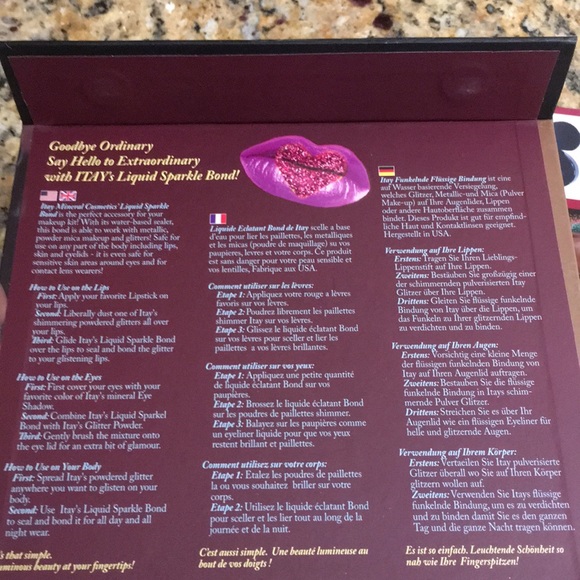 Goodbye Ordinary
Say Hello to Extraordinary
with ITAY's Liquid Sparkle Bond!
Itay Mineral Cosmetics' Liquid Sparkle
Bond is the perfect accessory for your
makeup kit! With its water-based sealer,
this bond is able to work with metallic,
powder mica makeup and glitters! Safe for
use on any part of the body including lips,
skin and eyelids - it is even safe for
sensitive skin areas around eyes and for
contact lens wearers!
How to Use on the Lips
First: Apply your favorite Lipstick on
your lips.
Second: Liberally dust one of Itay's
shimmering powdered glitters all over
your lips.
Third: Glide Itay's Liquid Sparkle Bond
over the lips to seal and bond the glitter
to your glistening lips.
How to Use on the Eyes
First: First cover your eyes with your
favorite color of Itay's mineral Eye
Shadow.
Second: Combine Itay's Liquid Sparkel
Bond with Itay's Glitter Powder.
Third: Gently brush the mixture onto
the eye lid for an extra bit of glamour.
How to Use on Your Body
First: Spread Itay's powdered glitter
anywhere you want to glisten on your
body.
Second: Use Itay's Liquid Sparkle Bond
to seal and bond it for all day and all
night wear.
's that simple.
uminous beauty at your fingertips!
Liquide Eclatant Bond de Itay scelle a base
d'eau pour lier les paillettes, les metalliques
et les micas (poudre de maquillage) su vos
paupières, levres et votre corps. Ce produit
est sans danger pour votre peau sensible et
vos lentilles, Fabrique aux USA.
Comment utiliser sur les lèvres:
Etape 1: Appliquez votre rouge a lévres
favoris sur vos lévres.
Etape 2: Poudrez librement les paillettes
shimmer Itay sur vos lévres.
Etape 3: Glissez le liquide éclatant Bond
sur vos lèvres pour sceller et lier les
paillettes a vos lèvres brillantes.
Comment utiliser sur vos yeux:
Etape 1: Appliquez une petite quantité
de liquide éclatant Bond sur vos
paupières.
Etape 2: Brossez le liquide éclatant Bond
sur les poudres de paillettes shimmer.
Etape 3: Balayez sur les paupières comme
un eyeliner liquide pour que vos yeux
restent brillant et paillettes.
Comment utilisez sur votre corps:
Etape 1: Etalez les poudres de paillettes
la ou vous souhaitez briller sur votre
corps.
Etape 2: Utilisez le liquide éclatant Bond
pour sceller et les lier tout au long de la
journée et de la nuit.
C'est aussi simple. Une beauté lumineuse au
bout de vos doigts !
Itay Funkelnde Flüssige Bindung ist eine
auf Wasser basierende Versiegelung,
welches Glitzer, Metallic-und Mica (Pulver
Make-up) auf Ihre Augenlider, Lippen
oder andere Hautoberfläche zusammen
bindet. Dieses Produkt ist gut für empfind-
liche Haut und Kontaktlinsen geeignet.
Hergestellt in USA.
Verwendung auf Ihre Lippen:
Erstens: Tragen Sie Ihren Lieblings-
Lippenstift auf Ihre Lippen.
Zweitens: Bestäuben Sie großzügig einer
der schimmenden pulverisierten Itay
Glitzer über Ihre Lippen.
Drittens: Gleiten Sie flüssige funkelnde
Bindung von Itay über die Lippen, um
das Funkeln zu Ihrer glitzernden Lippen
zu verdichten und zu binden.
Verwendung auf Ihren Augen:
Erstens: Vorsichtig eine kleine Menge
der flüssigen funkelnden Bindung von
Itay auf Ihren Augenlid auftragen.
Zweitens: Bestauben Sie die flüssige
funkelnde Bindung in Itays schim-
mernde Pulver Glitzer.
Drittens: Streichen Sie es über Ihr
Augenlid wie ein flüssigen Eyeliner für
helle und glitzernde Augen.
Verwendung auf Ihrem Körper:
Erstens: Vertaeilen Sie Itay pulverisierte
Glitzer überall wo Sie auf Ihren Körper
glitzern wollen auf.
Zweitens: Verwenden Sie Itays flüssige
funkelnde Bindung, um es zu verdichten
und zu binden damit Sie es den ganzen
Tag und die ganze Nacht tragen können.
Es ist so einfach. Leuchtende Schönheit so
nah wie Ihre Fingerspitzen!